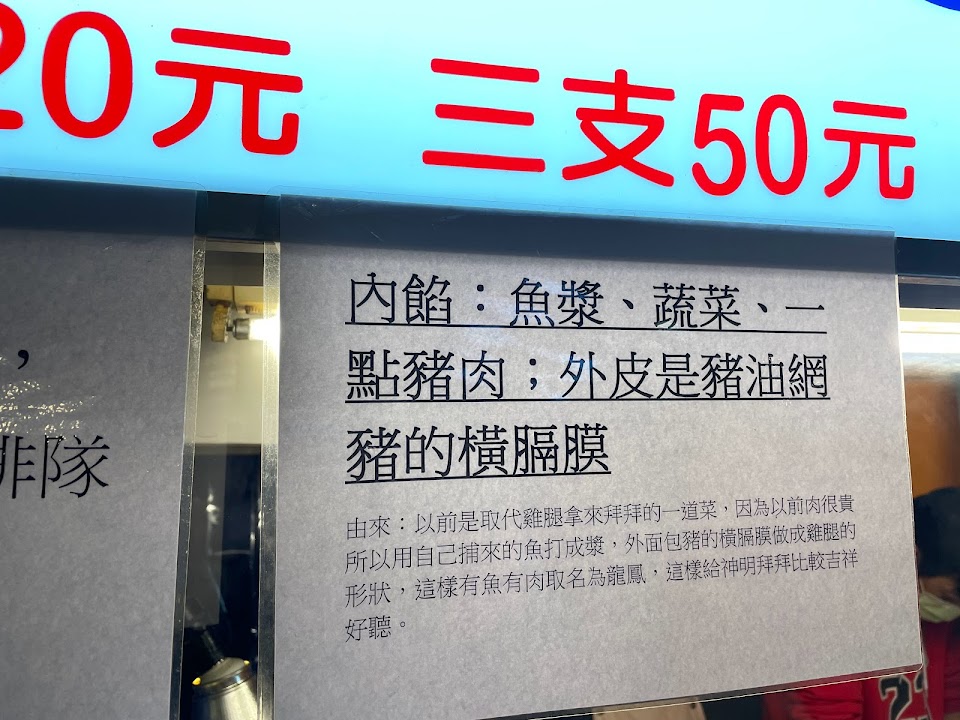 20元 三支50元
，
排隊
內餡：魚漿、蔬菜、一
點豬肉；外皮是豬油網
豬的橫膈膜
由來：以前是取代雞腿拿來拜拜的一道菜，因為以前肉很貴
所以用自己捕來的魚打成漿，外面包豬的橫膈膜做成雞腿的
形狀，這樣有魚有肉取名為龍鳳，這樣給神明拜拜比較吉祥
好聽。